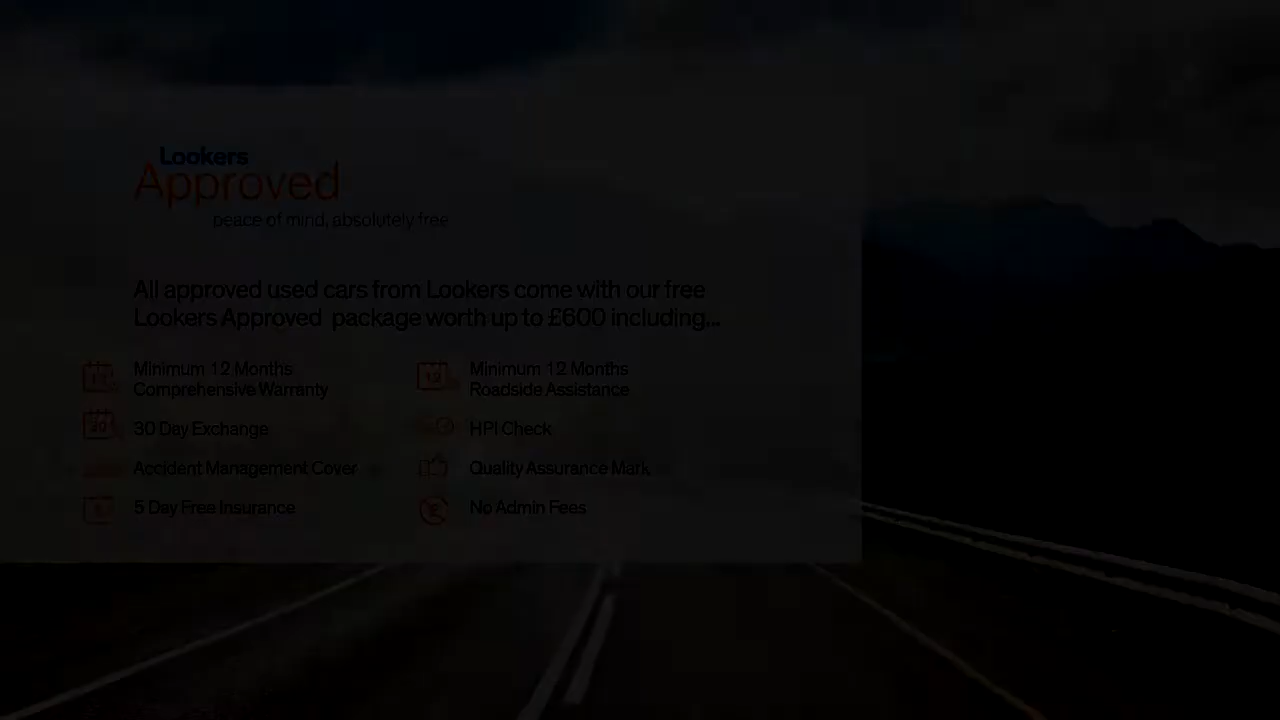 Lookers
Approved
peace of mind, absolutely free
All approved used cars from Lookers come with our free
Lookers Approved package worth up to £600 including...
Minimum 12 Months
Comprehensive Warranty
Minimum 12 Months
Roadside Assistance
30 Day Exchange
HPI Check
Accident Management Cover
Quality Assurance Mark
5 Day Free Insurance
No Admin Fees